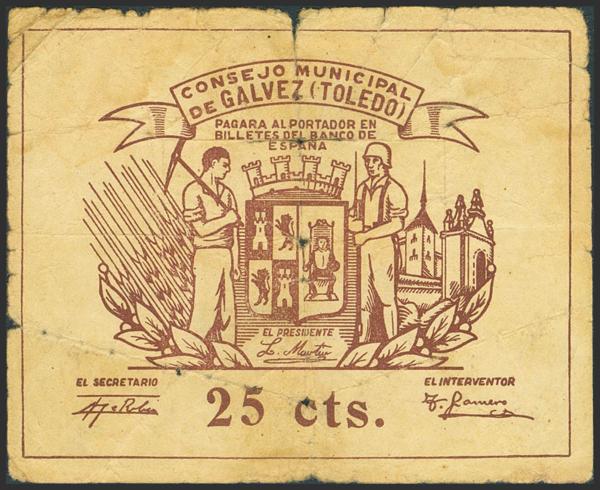 CONSEJO MUNICIPAL
DE GALVEZ (TOLEDO)
PAGARA AL PORTADOR EN
BILLETES DEL BANCO DE
ESPAÑA
EL PRESIDENTE
L. Martin
EL SECRETARIO
EL INTERVENTOR
25 cts.